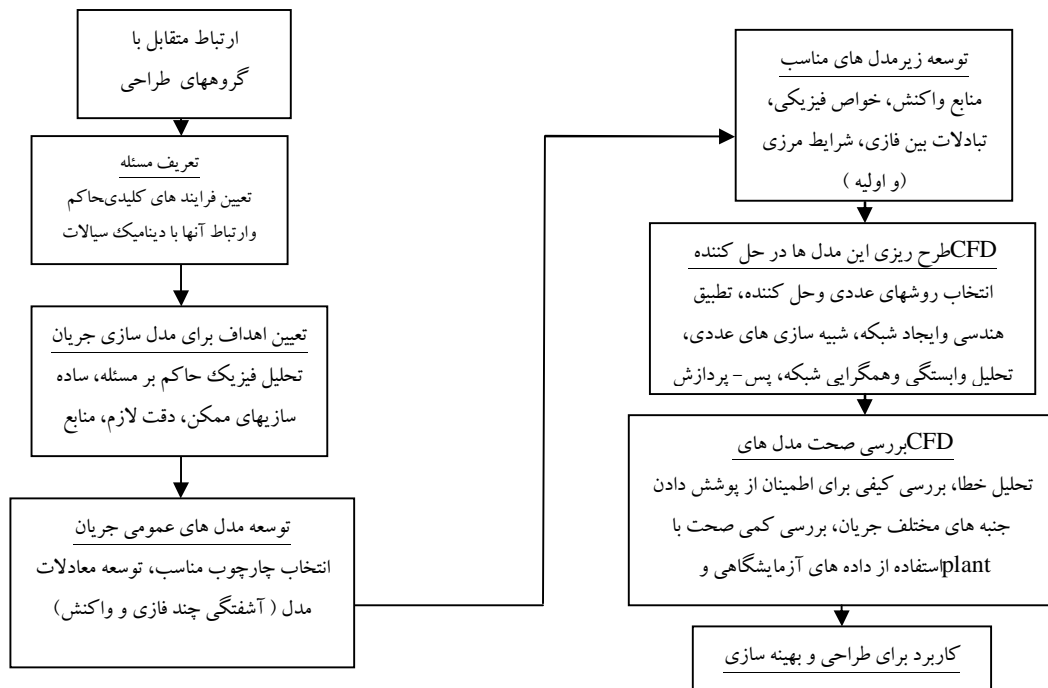 ارتباط متقابل با
گروههای طراحی
تعریف مسئله
تعیین فرایند های کلیدی حاکم
وارتباط آنها با دینامیک سیالات
تعیین اهداف برای مدل سازی جریان
تحلیل فیزیک حاکم بر مسئله، ساده
سازیهای ممکن، دقت لازم، منابع
توسعه مدل های عمومی جریان
انتخاب چارچوب مناسب، توسعه معادلات
مدل ( آشفتگی چند فازی و واکنش)
توسعه زیرمدل های مناسب
منابع واکنش، خواص فیزیکی،
تبادلات بین فازی، شرایط مرزی
(و اولیه )
طرح ریزی این مدل ها در حل کننده CFD
انتخاب روشهای عددی وحل کننده، تطبیق
هندسی وایجاد شبکه، شبیه سازی های عددی،
تحلیل وابستگی وهمگرایی شبکه، پس – پردازش
بررسی صحت مدل های CFD
تحلیل خطا، بررسی کیفی برای اطمینان از پوشش دادن
جنبه های مختلف جریان، بررسی کمی صحت با
استفاده از داده های آزمایشگاهی و plant
کاربرد برای طراحی و بهینه سازی